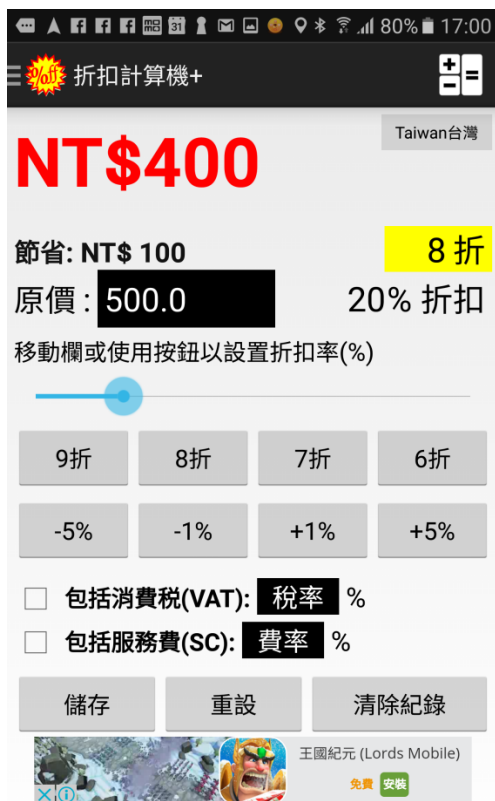 80% 17:00
%off 折扣計算機+
Taiwan台灣
NT$400
節省: NT$ 100
8 折
原價 : 500.0
20% 折扣
移動欄或使用按鈕以設置折扣率(%)
9折 8折 7折 6折
-5% -1% +1% +5%
包括消費税(VAT): 稅率 %
包括服務費(SC): 費率 %
儲存 重設 清除紀錄
王國紀元 (Lords Mobile)
免費 安裝